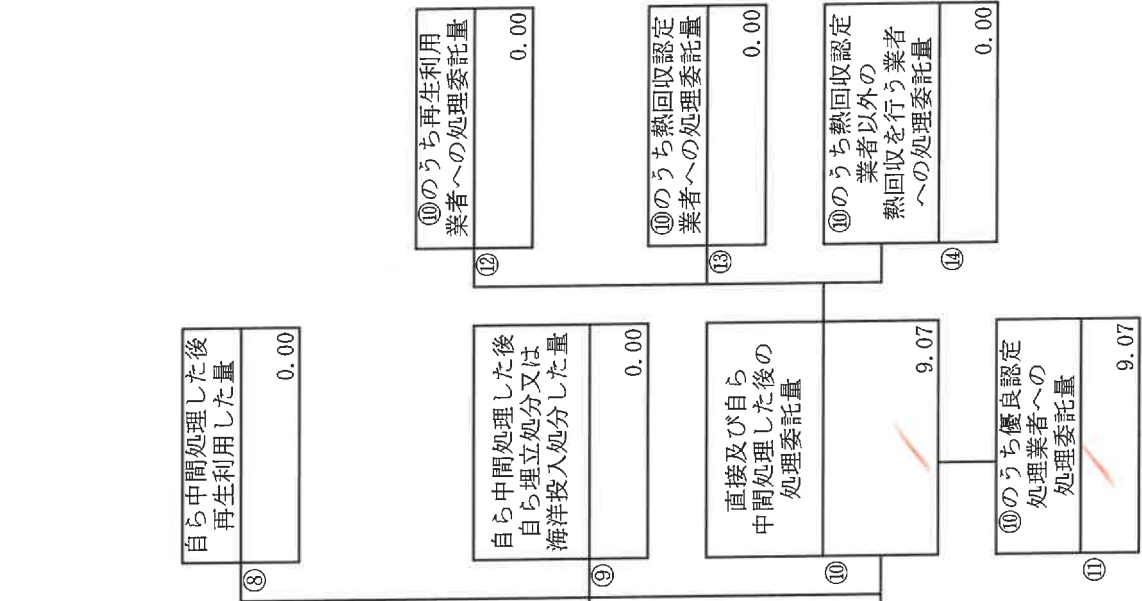 ⑧
自ら中間処理した後
再生利用した量
0.00
⑨
自ら中間処理した後
自ら埋立処分又は
海洋投入処分した量
0.00
⑩
直接及び自ら
中間処理した後の
処理委託量
9.07
⑪
⑩のうち優良認定
処理業者への
処理委託量
9.07
⑫
⑩のうち再生利用
業者への処理委託量
0.00
⑬
⑩のうち熱回収認定
業者への処理委託量
0.00
⑭
⑩のうち熱回収認定
業者以外の
熱回収を行う業者
への処理委託量
0.00